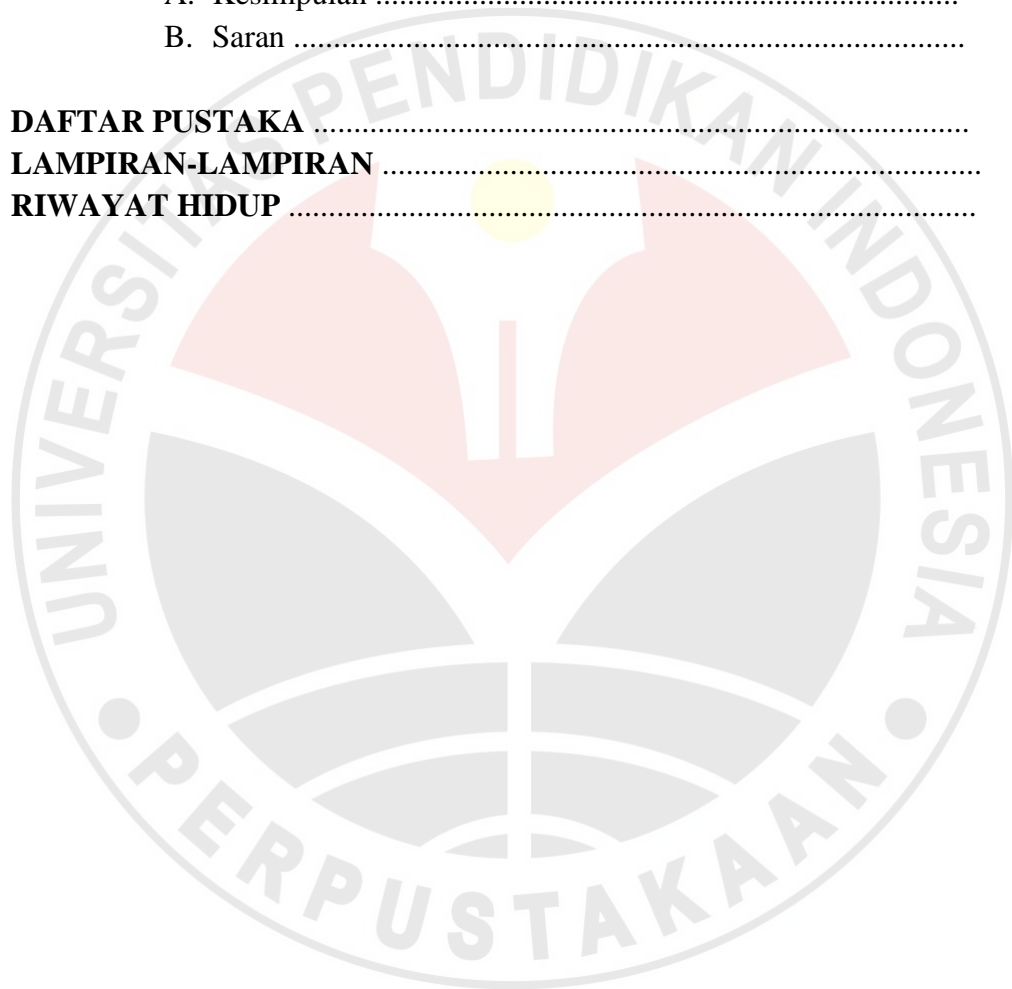 A. Kesimpulan ........................................................................
B. Saran ...................................................................................
DAFTAR PUSTAKA .................................................................................
LAMPIRAN-LAMPIRAN ..........................................................................
RIWAYAT HIDUP .....................................................................................
UNIVERSITAS PENDIDIKAN INDONESIA
PERPUSTAKAAN